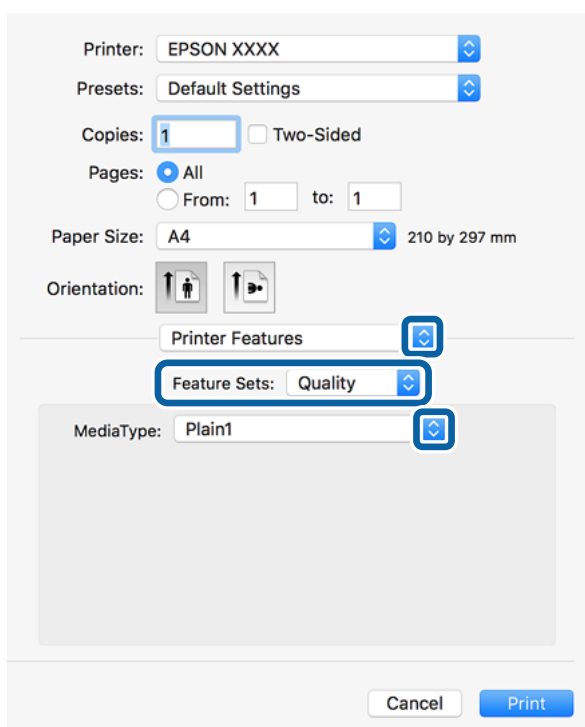 Printer: EPSON XXXX
Presets: Default Settings
Copies: 1 Two-Sided
Pages: All
From: 1 to: 1
Paper Size: A4 210 by 297 mm
Orientation:
Printer Features
Feature Sets: Quality
MediaType: Plain1
Cancel Print